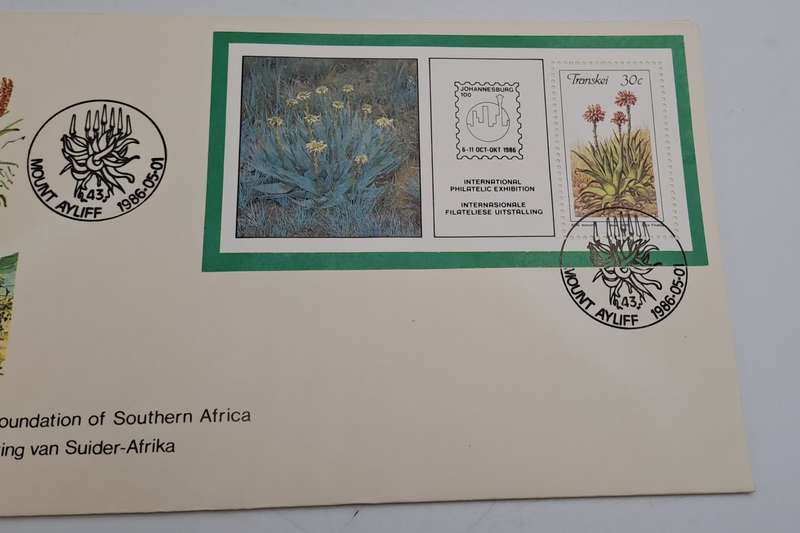 MOUNT AYLIFF 1986-05-01
43
JOHANNESBURG
100
6-11 OCT-OKT 1986
INTERNATIONAL
PHILATELIC EXHIBITION
INTERNASIONALE
FILATELIESE UITSTALLING
Transkei 30c
MOUNT AYLIFF 1986-05-01
43
oundation of Southern Africa
ing van Suider-Afrika